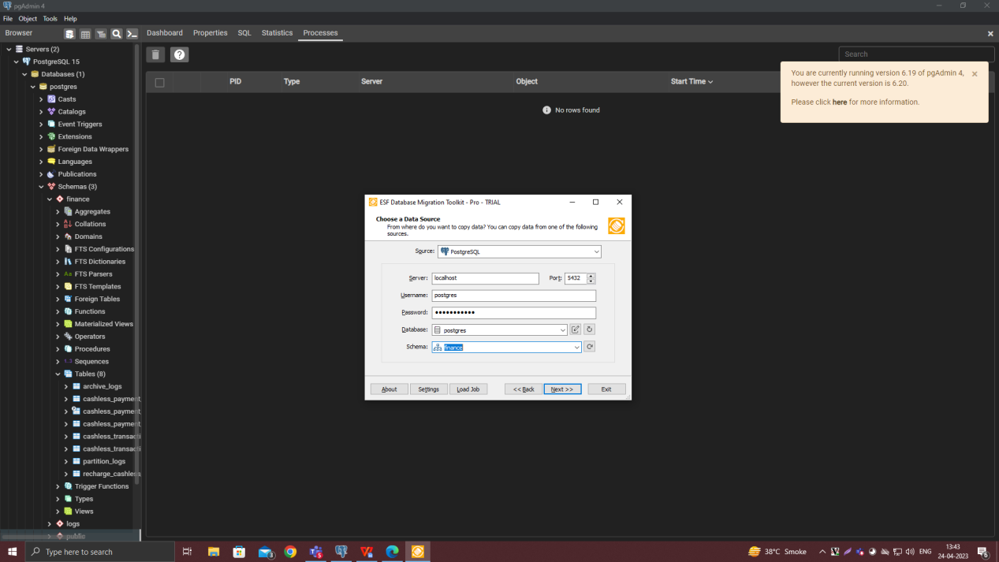 pgAdmin 4
File Object Tools Help
Browser
Dashboard Properties SQL Statistics Processes
Servers (2)
PostgreSQL 15
Databases (1)
postgres
Casts
Catalogs
Event Triggers
Extensions
Foreign Data Wrappers
Languages
Publications
Schemas (3)
finance
Aggregates
Collations
Domains
FTS Configurations
FTS Dictionaries
FTS Parsers
FTS Templates
Foreign Tables
Functions
Materialized Views
Operators
Procedures
Sequences
Tables (8)
archive_logs
cashless_payment
cashless_payment
cashless_payment
cashless_transacti
cashless_transacti
partition_logs
recharge_cashless
Trigger Functions
Types
Views
logs
public
Search
PID Type Server Object Start Time
No rows found
You are currently running version 6.19 of pgAdmin 4,
however the current version is 6.20.
Please click here for more information.
ESF Database Migration Toolkit - Pro - TRIAL
Choose a Data Source
From where do you want to copy data? You can copy data from one of the following
sources.
Source: PostgreSQL
Server: localhost Port: 5432
Username: postgres
Password: •••••••••••
Database: postgres
Schema: finance
About Settings Load Job << Back Next >> Exit
Type here to search
3
38°C Smoke
ENG
13:43
24-04-2023
6